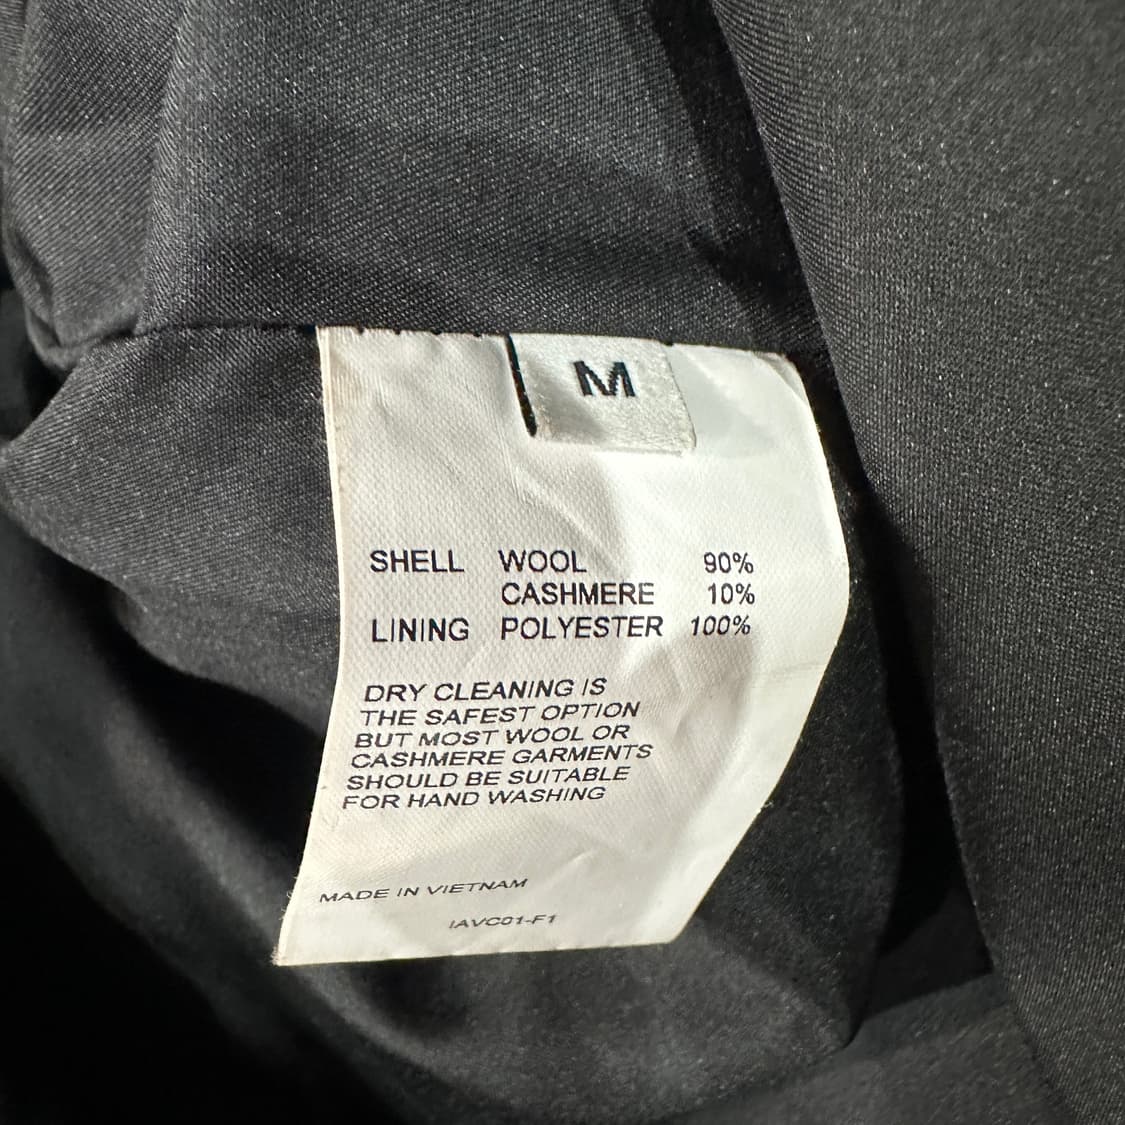 M
SHELL WOOL 90%
CASHMERE 10%
LINING POLYESTER 100%
DRY CLEANING IS
THE SAFEST OPTION
BUT MOST WOOL OR
CASHMERE GARMENTS
SHOULD BE SUITABLE
FOR HAND WASHING
MADE IN VIETNAM
IAVC01-F1